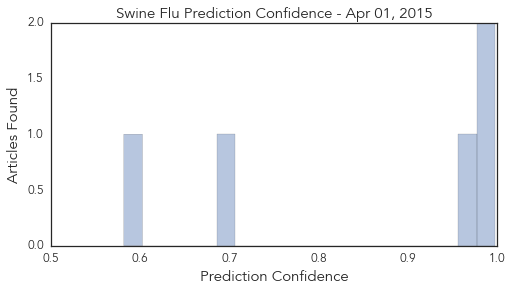 Swine Flu Prediction Confidence - Apr 01, 2015
Articles Found
2.0
1.5
1.0
0.5
0.0
0.5 0.6 0.7 0.8 0.9 1.0
Prediction Confidence